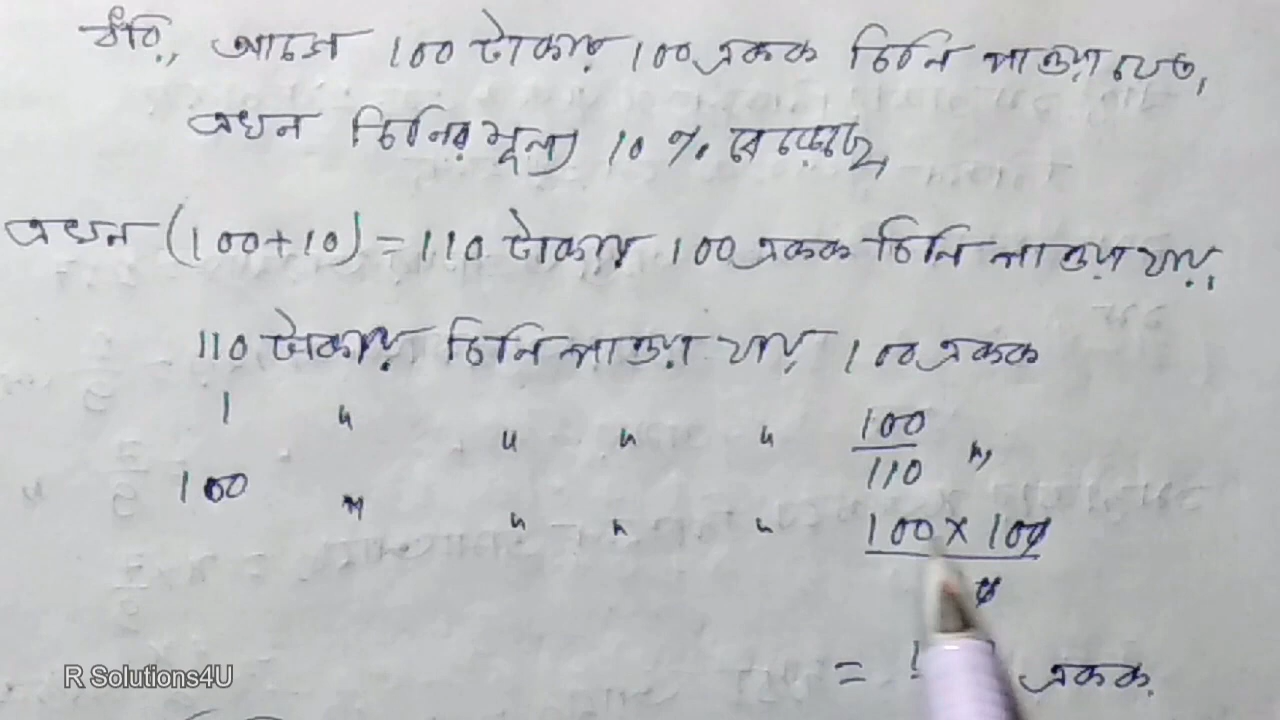 ধরি, আগে 100 টাকায় 100 একক চিনি পাওয়া যেত,
এখন চিনির মূল্য 10 % বেড়েছে,
এখন (100+10) = 110 টাকায় 100 একক চিনি পাওয়া যায়,
110 টাকায় চিনি পাওয়া যায় 100 একক
1 " " " " 100/110 ",
100 " " " " 100 × 100
= একক.
R Solutions4U